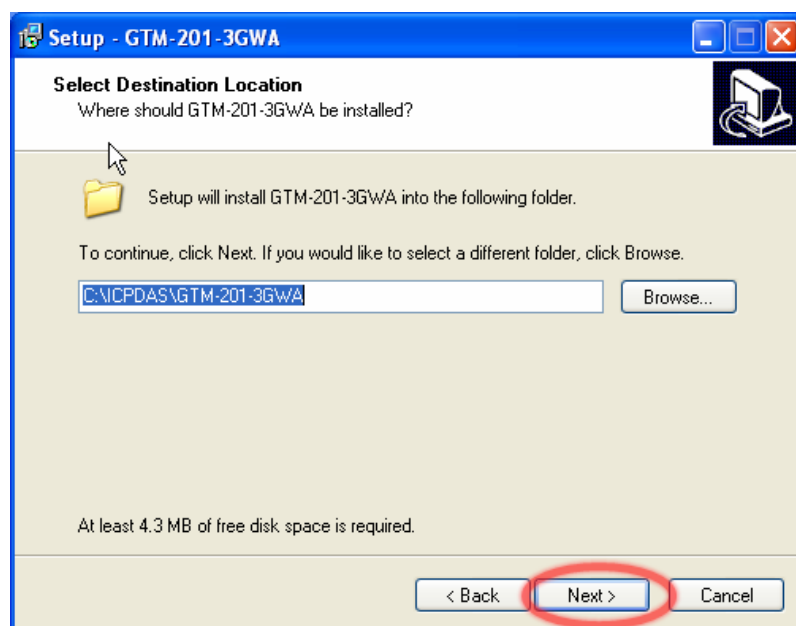 Setup - GTM-201-3GWA
Select Destination Location
Where should GTM-201-3GWA be installed?
Setup will install GTM-201-3GWA into the following folder.
To continue, click Next. If you would like to select a different folder, click Browse.
C:\ICPDAS\GTM-201-3GWA
Browse...
At least 4.3 MB of free disk space is required.
< Back
Next >
Cancel